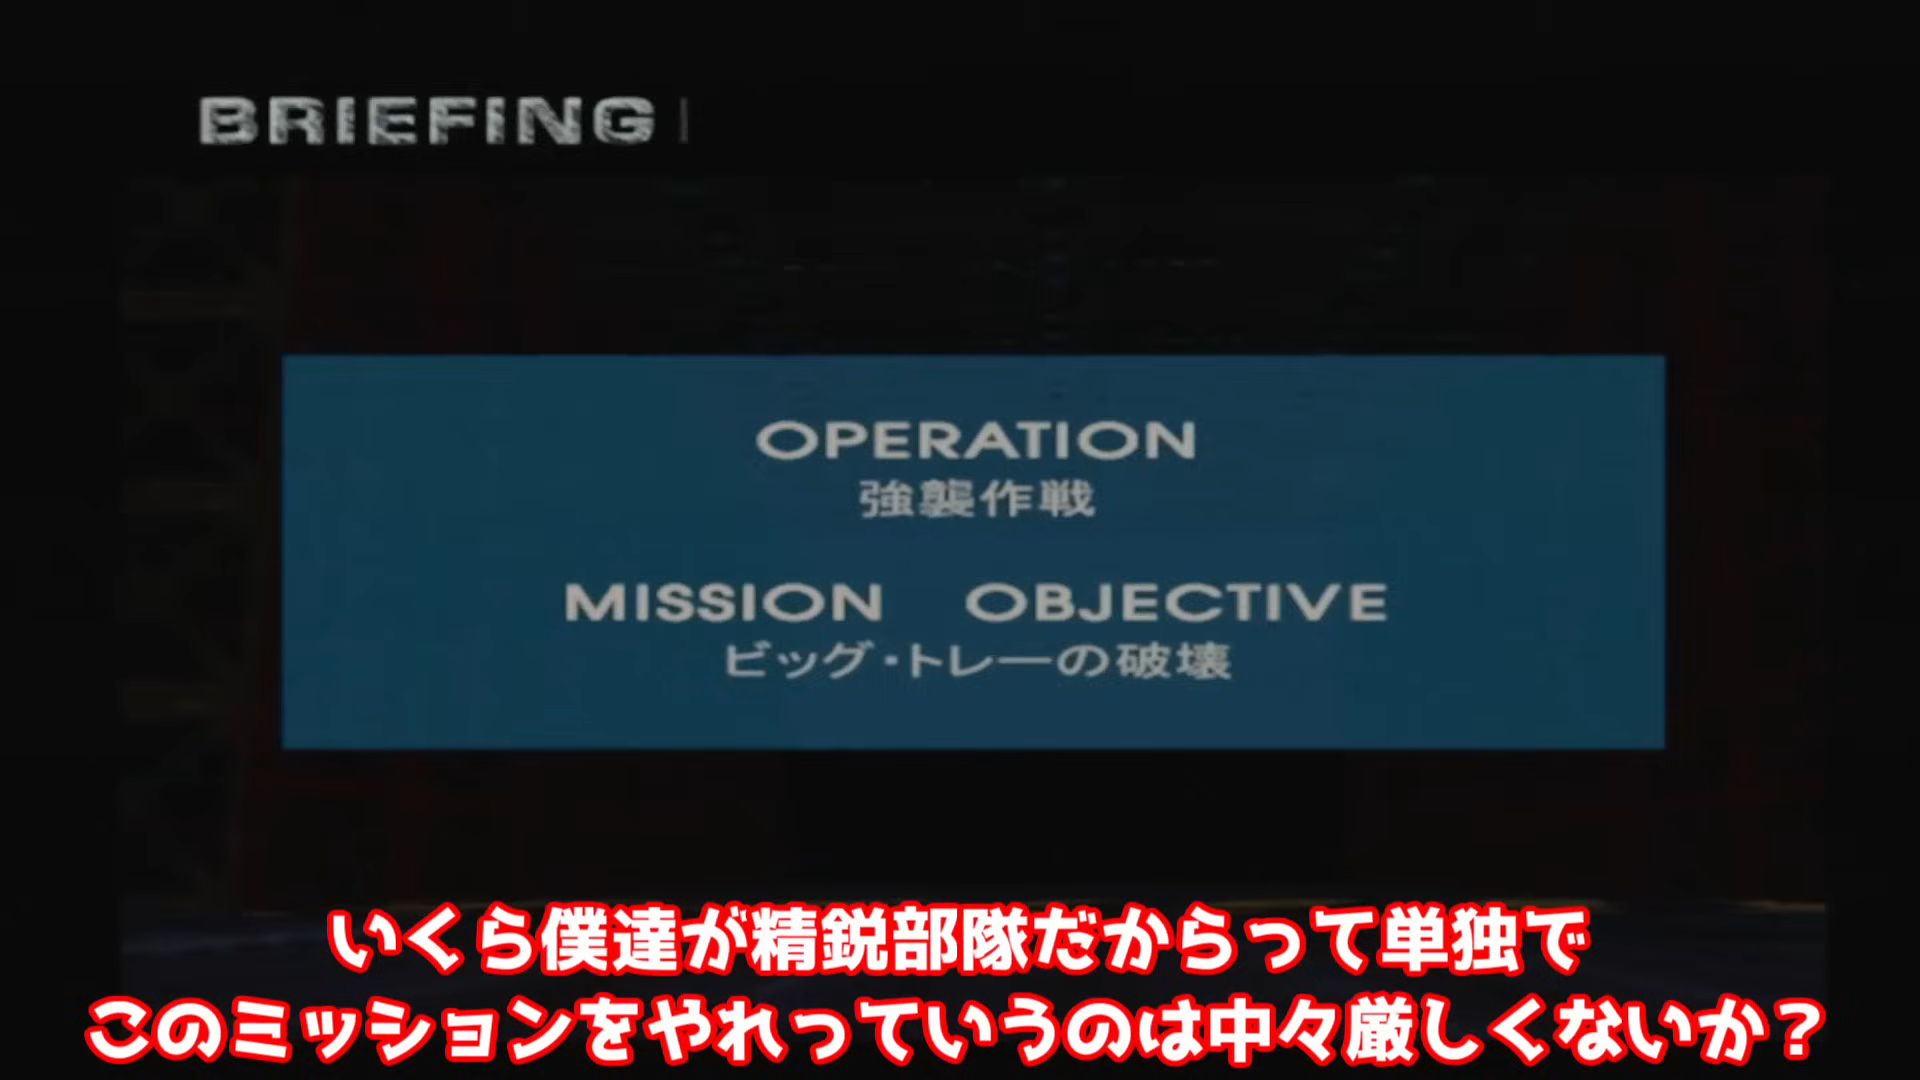 BRIEFING
OPERATION
強襲作戦
MISSION OBJECTIVE
ビッグ・トレーの破壊
いくら僕達が精鋭部隊だからって単独で
このミッションをやれっていうのは中々厳しくないか？